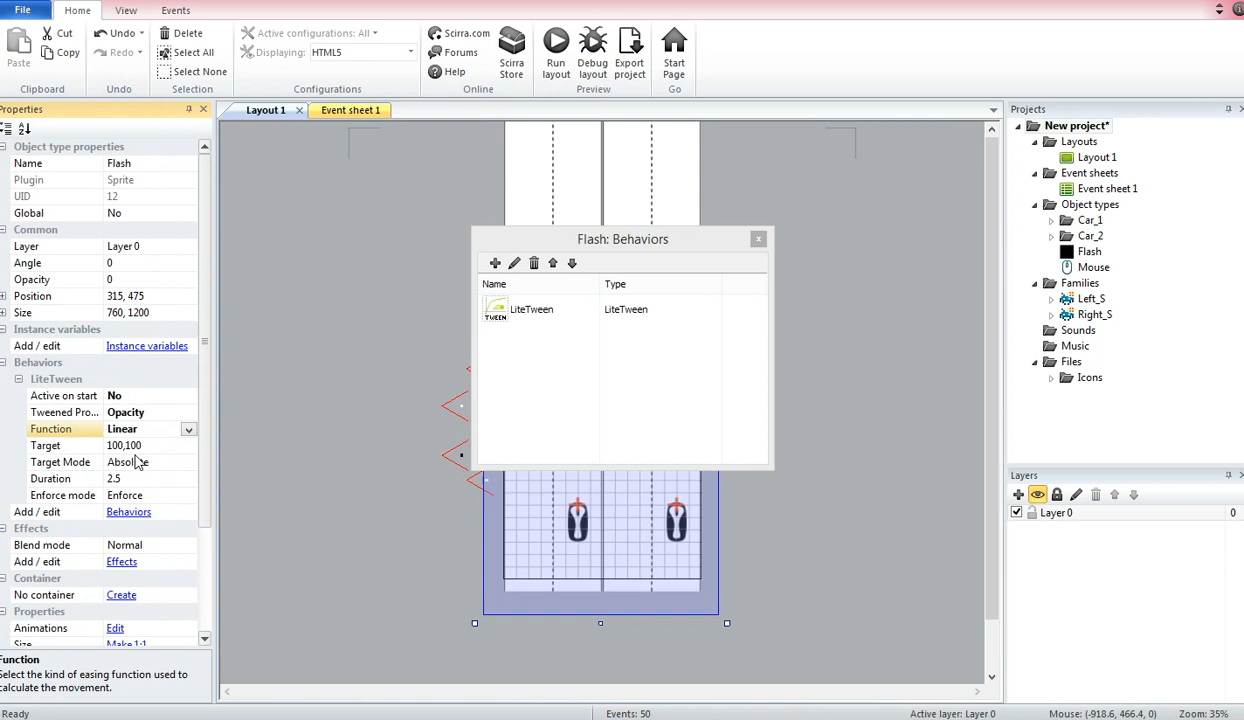 File
Home
View
Events
Paste
Cut
Copy
Clipboard
Undo
Redo
Undo
Delete
Select All
Select None
Selection
Active configurations: All
Displaying:
HTML5
Configurations
Scirra.com
Forums
Help
Scirra Store
Online
Run layout
Debug layout
Export project
Preview
Start Page
Go
Properties
Object type properties
Name Flash
Plugin Sprite
UID 12
Global No
Common
Layer Layer 0
Angle 0
Opacity 0
Position 315, 475
Size 760, 1200
Instance variables
Add / edit Instance variables
Behaviors
LiteTween
Active on start No
Tweened Pro... Opacity
Function Linear
Target 100,100
Target Mode Absolute
Duration 2.5
Enforce mode Enforce
Add / edit Behaviors
Effects
Blend mode Normal
Add / edit Effects
Container
No container Create
Properties
Animations Edit
Size Make 1:1
Function
Select the kind of easing function used to
calculate the movement.
Layout 1
Event sheet 1
Flash: Behaviors
Name Type
TWEEN
LiteTween LiteTween
Projects
New project*
Layouts
Layout 1
Event sheets
Event sheet 1
Object types
Car_1
Car_2
Flash
Mouse
Families
Left_S
Right_S
Sounds
Music
Files
Icons
Layers
Layer 0 0
Ready
Events: 50
Active layer: Layer 0
Mouse: (-918.6, 466.4, 0)
Zoom: 35%